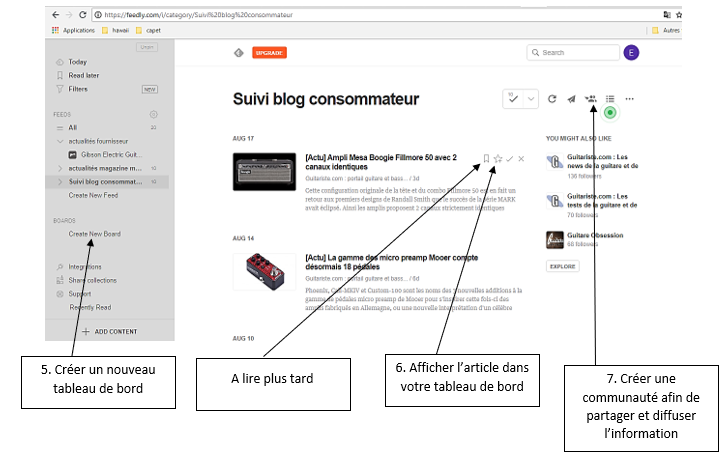 https://feedly.com/i/category/Suivi%20blog%20consommateur
Applications hawaii capet Autres
Today
Read later
Filters NEW
FEEDS
All 20
actualités fournisseur
Gibson Electric Guit...
actualités magazine m...
Suivi blog consommat...
Create New Feed
BOARDS
Create New Board
Integrations
Share collections
Support
Recently Read
+ ADD CONTENT
UPGRADE
Search
E
Suivi blog consommateur
10
AUG 17
[Actu] Ampli Mesa Boogie Fillmore 50 avec 2
canaux identiques
Guitariste.com : portail guitare et bass... / 3d
Cette configuration originale de la tête et du combo Fillmore 50 est en fait un
retour aux premiers designs de Randall Smith que le succès de la série MARK
avait éclipsé. Ainsi les amplis proposent 2 canaux strictement identiques
AUG 14
[Actu] La gamme des micro preamp Mooer compte
désormais 18 pédales
Guitariste.com : portail guitare et bass... / 6d
Phoenix, Cali-MKIV et Custom-100 sont les noms des 3 nouvelles additions à la
gamme de pédales micro preamp de Mooer pour s'insérer cette fois-ci des
amplis fabriqués en Allemagne, ou une nouvelle interprétation d'un célèbre
AUG 10
YOU MIGHT ALSO LIKE
Guitariste.com : Les
news de la guitare et de
136 followers
Guitariste.com : Les
tests de la guitare et de
70 followers
Guitare Obsession
66 followers
EXPLORE
5. Créer un nouveau
tableau de bord
A lire plus tard
6. Afficher l'article dans
votre tableau de bord
7. Créer une
communauté afin de
partager et diffuser
l'information